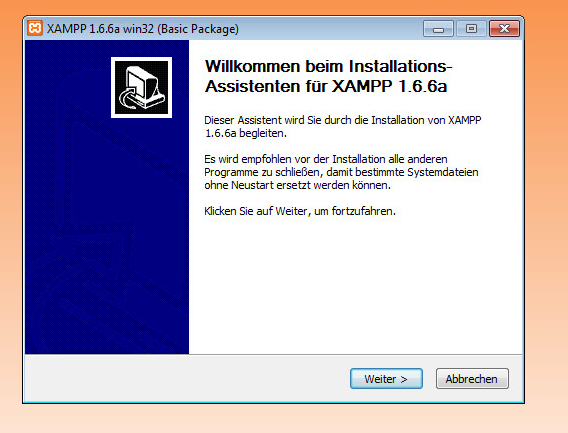 XAMPP 1.6.6a win32 (Basic Package)
Willkommen beim Installations-
Assistenten für XAMPP 1.6.6a
Dieser Assistent wird Sie durch die Installation von XAMPP
1.6.6a begleiten.
Es wird empfohlen vor der Installation alle anderen
Programme zu schließen, damit bestimmte Systemdateien
ohne Neustart ersetzt werden können.
Klicken Sie auf Weiter, um fortzufahren.
Weiter > Abbrechen